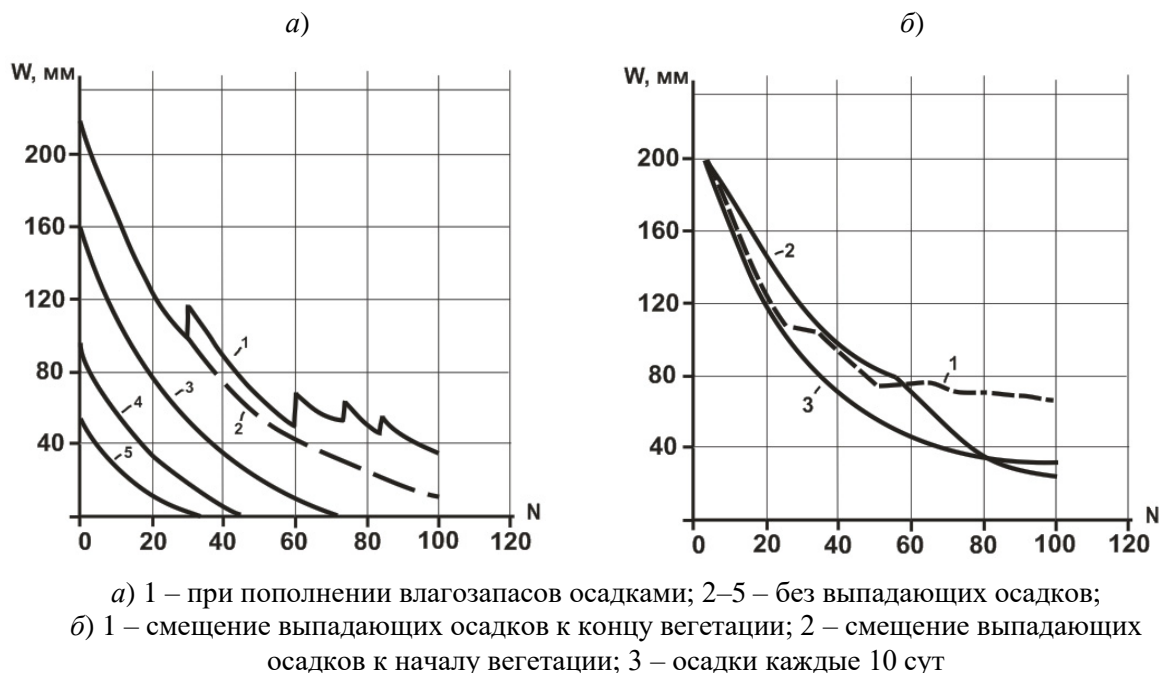 а)
б)
W, мм
200
160
120
80
40
0 20 40 60 80 100 120
N
1
2
3
4
5
W, мм
200
160
120
80
40
0 20 40 60 80 100 120
N
1
2
3
а) 1 – при пополнении влагозапасов осадками; 2–5 – без выпадающих осадков;
б) 1 – смещение выпадающих осадков к концу вегетации; 2 – смещение выпадающих
осадков к началу вегетации; 3 – осадки каждые 10 сут